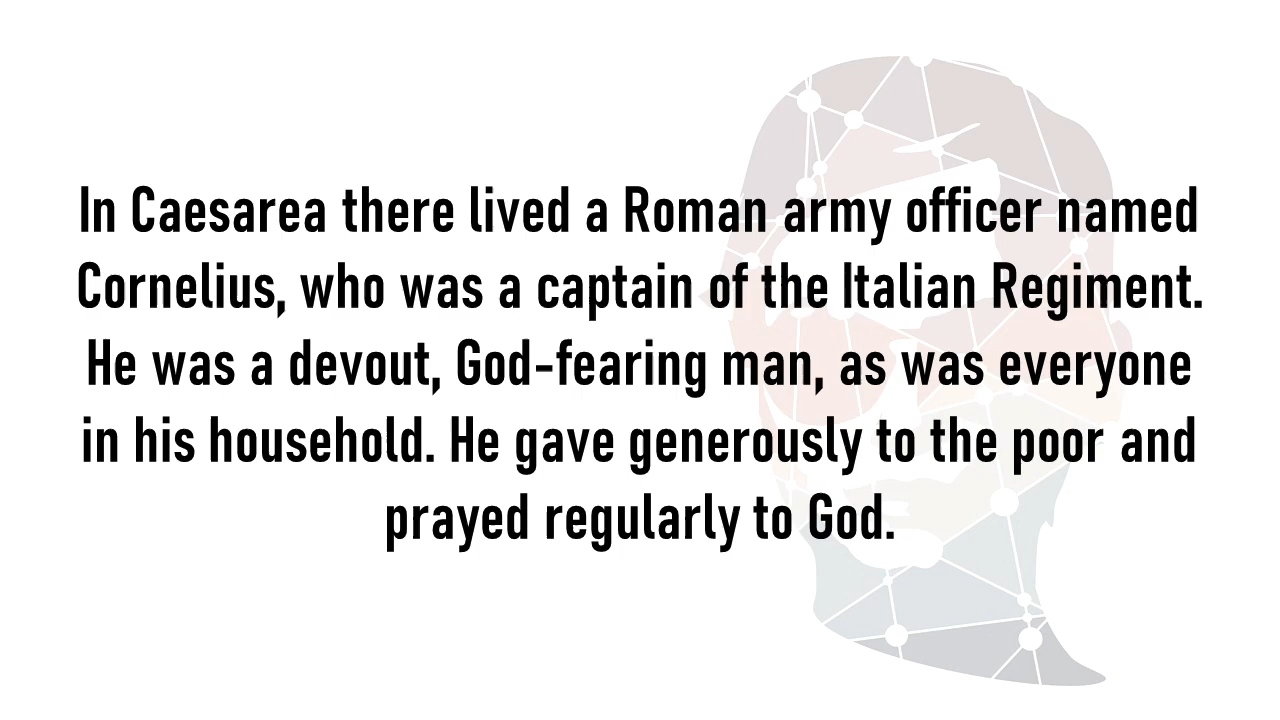 In Caesarea there lived a Roman army officer named
Cornelius, who was a captain of the Italian Regiment.
He was a devout, God-fearing man, as was everyone
in his household. He gave generously to the poor and
prayed regularly to God.